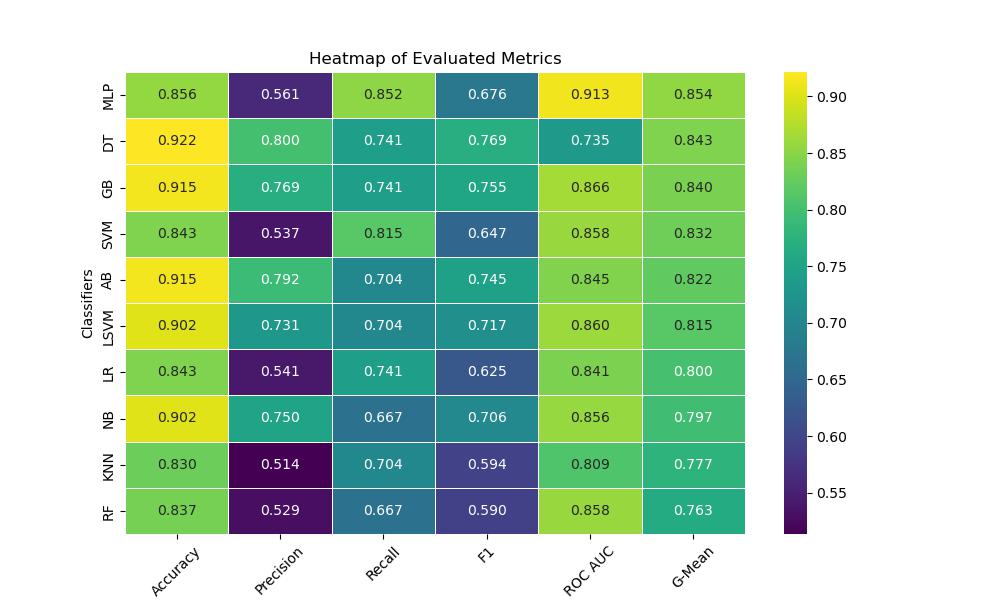 Heatmap of Evaluated Metrics
Classifiers
MLP 0.856 0.561 0.852 0.676 0.913 0.854
DT 0.922 0.800 0.741 0.769 0.735 0.843
GB 0.915 0.769 0.741 0.755 0.866 0.840
SVM 0.843 0.537 0.815 0.647 0.858 0.832
AB 0.915 0.792 0.704 0.745 0.845 0.822
LSVM 0.902 0.731 0.704 0.717 0.860 0.815
LR 0.843 0.541 0.741 0.625 0.841 0.800
NB 0.902 0.750 0.667 0.706 0.856 0.797
KNN 0.830 0.514 0.704 0.594 0.809 0.777
RF 0.837 0.529 0.667 0.590 0.858 0.763
Accuracy Precision Recall F1 ROC AUC G-Mean
0.90
0.85
0.80
0.75
0.70
0.65
0.60
0.55